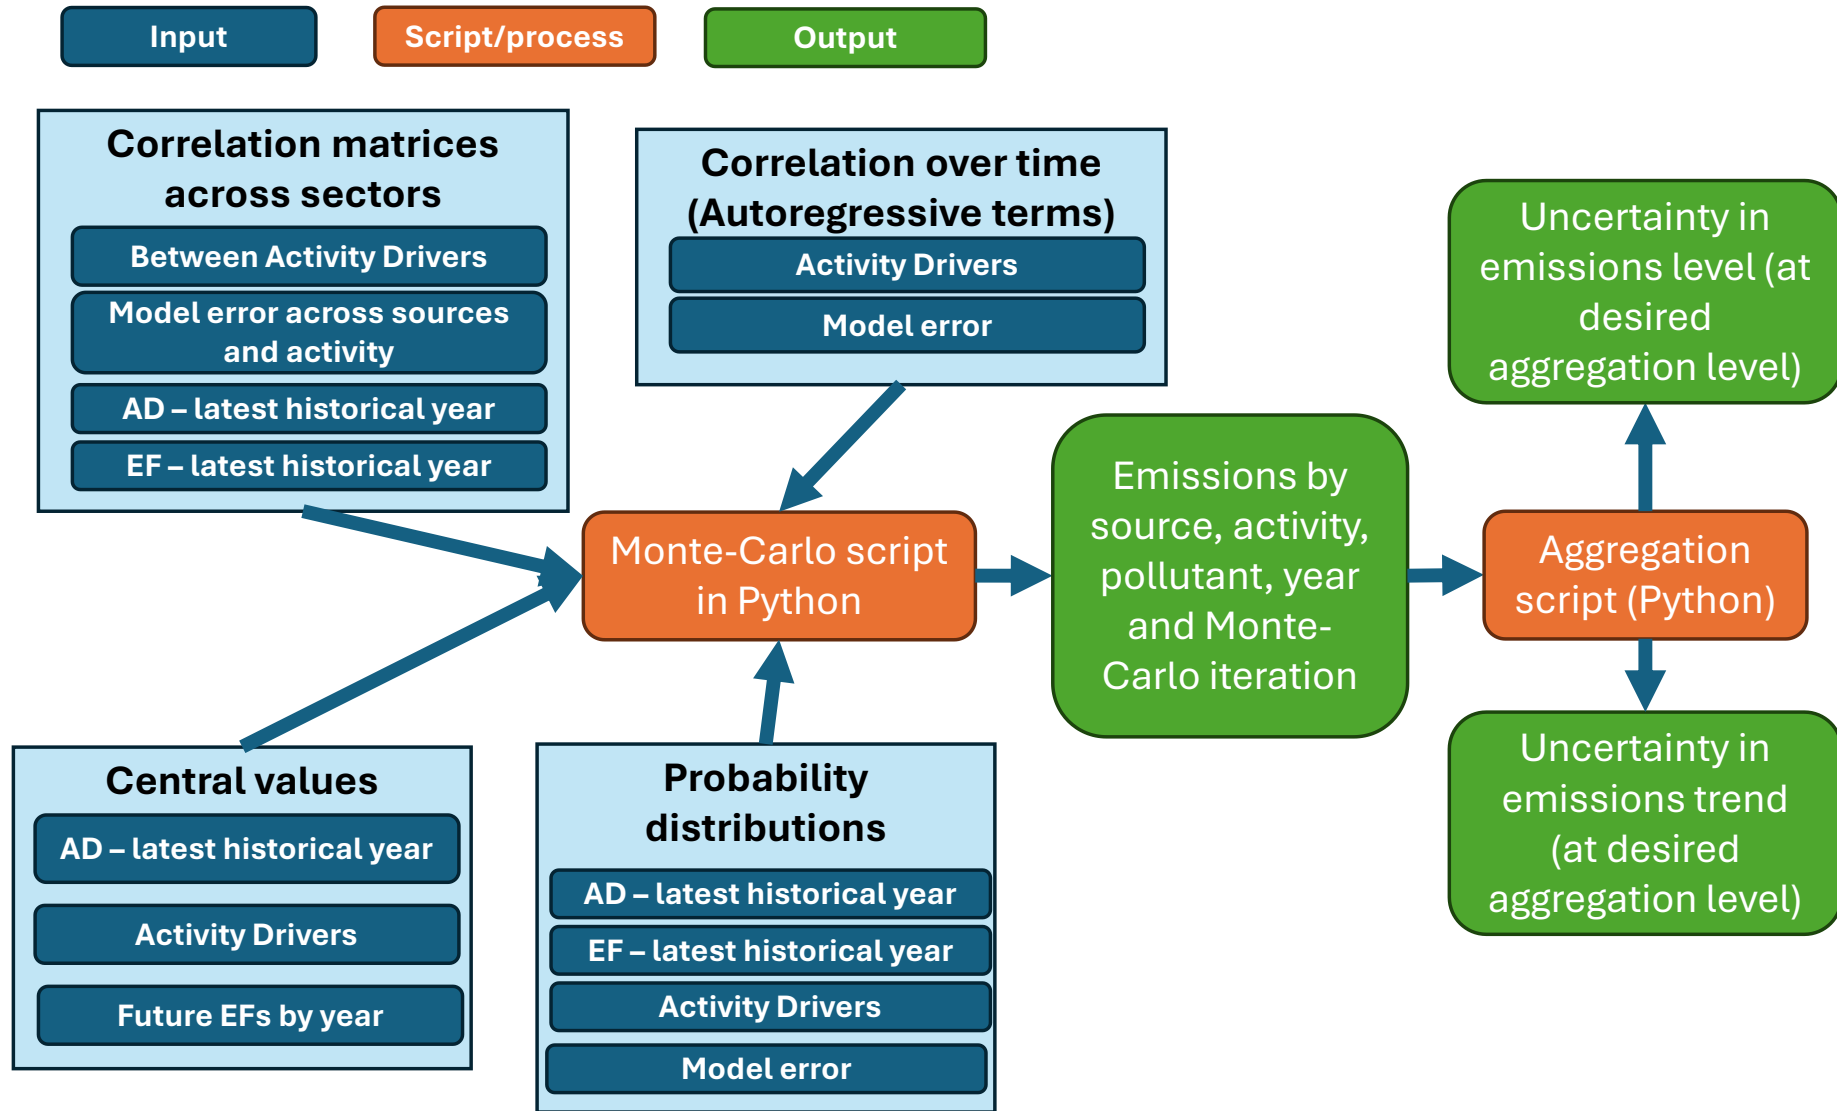 Input
Script/process
Output
Correlation matrices
across sectors
Between Activity Drivers
Model error across sources
and activity
AD – latest historical year
EF – latest historical year
Correlation over time
(Autoregressive terms)
Activity Drivers
Model error
Central values
AD – latest historical year
Activity Drivers
Future EFs by year
Probability
distributions
AD – latest historical year
EF – latest historical year
Activity Drivers
Model error
Monte-Carlo script
in Python
Emissions by
source, activity,
pollutant, year
and Monte-
Carlo iteration
Aggregation
script (Python)
Uncertainty in
emissions level (at
desired
aggregation level)
Uncertainty in
emissions trend
(at desired
aggregation level)